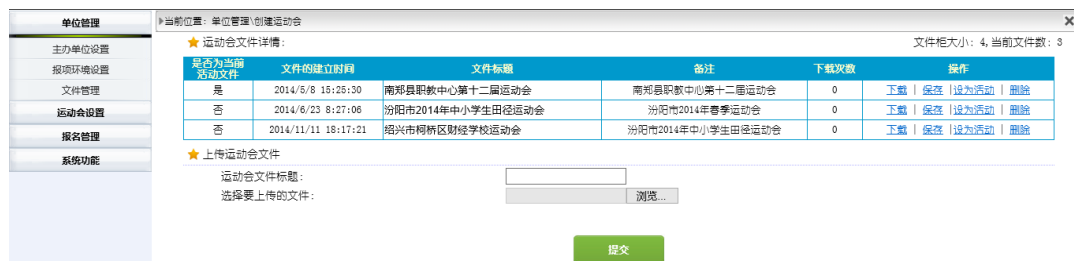 单位管理
主办单位设置
报项环境设置
文件管理
运动会设置
报名管理
系统功能
当前位置：单位管理\创建运动会
运动会文件详情： 文件柜大小：4,当前文件数：3
是否为当前活动文件 文件的建立时间 文件标题 备注 下载次数 操作
是 2014/5/8 15:25:30 南郑县职教中心第十二届运动会 南郑县职教中心第十二届运动会 0 下载 | 保存 |设为活动 | 删除
否 2014/6/23 8:27:06 汾阳市2014年中小学生田径运动会 汾阳市2014年春季运动会 0 下载 | 保存 |设为活动 | 删除
否 2014/11/11 18:17:21 绍兴市柯桥区财经学校运动会 汾阳市2014年中小学生田径运动会 0 下载 | 保存 |设为活动 | 删除
上传运动会文件
运动会文件标题：
选择要上传的文件： 浏览...
提交